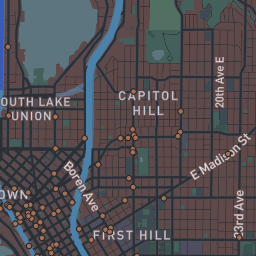 20th Ave E
CAPITOL
HILL
OUTH LAKE
UNION
E Madison St
Boren Ave
OWN
23rd Ave
FIRST HILL